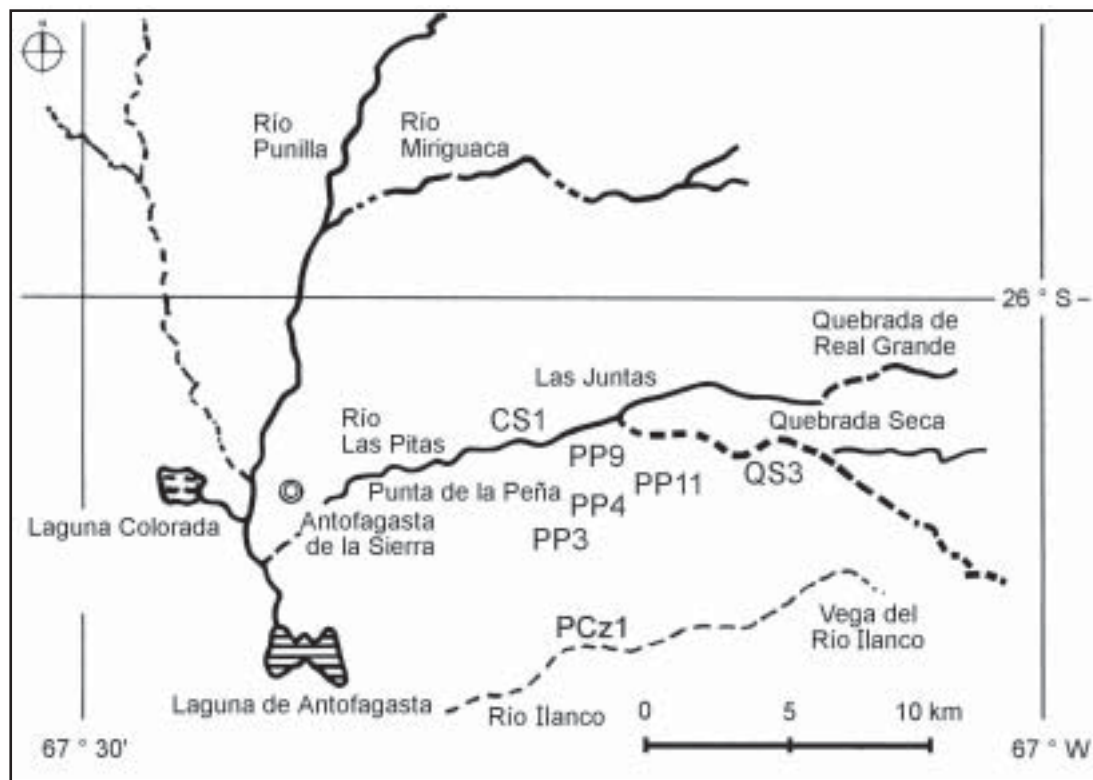 Río
Punilla
Río
Miriguaca
26 ° S
Quebrada de
Real Grande
Las Juntas
CS1
Quebrada Seca
Río
Las Pitas
PP9
QS3
PP11
Punta de la Peña
PP4
Laguna Colorada
Antofagasta
de la Sierra
PP3
PCz1
Vega del
Río Ilanco
Laguna de Antofagasta
Río Ilanco
0 5 10 km
67 ° 30'
67 ° W